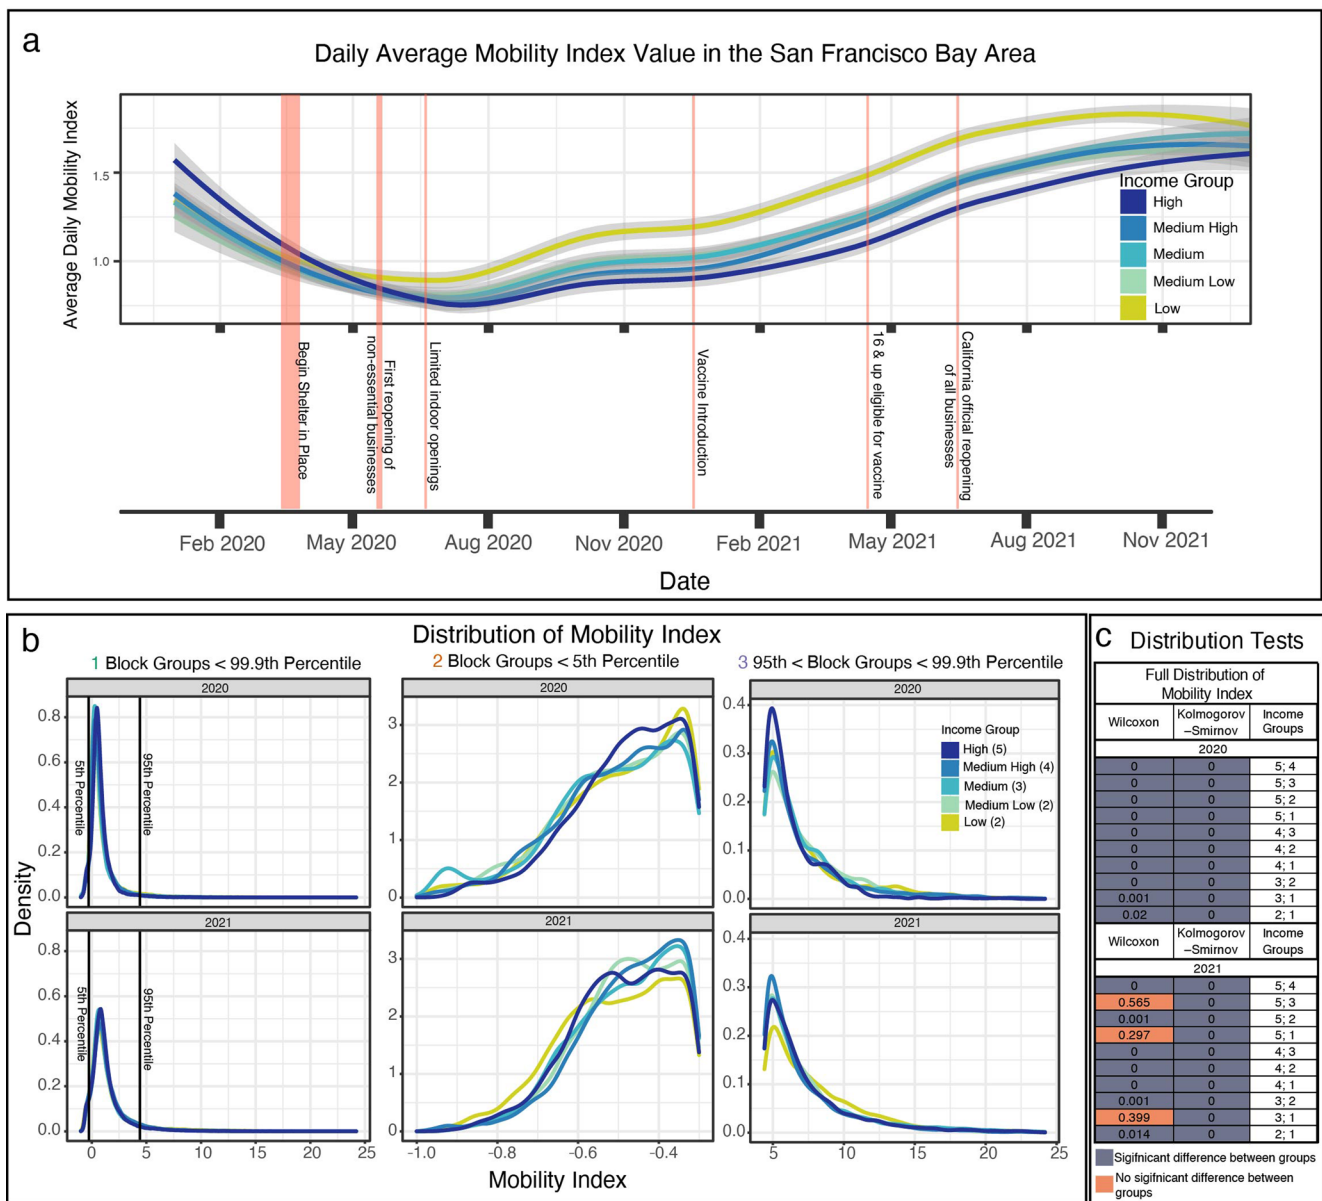 a
Daily Average Mobility Index Value in the San Francisco Bay Area
Average Daily Mobility Index
1.5
1.0
Income Group
High
Medium High
Medium
Medium Low
Low
Begin Shelter in Place
First reopening of
non-essential businesses
Limited indoor openings
Vaccine Introduction
16 & up eligible for vaccine
California official reopening
of all businesses
Feb 2020
May 2020
Aug 2020
Nov 2020
Feb 2021
May 2021
Aug 2021
Nov 2021
Date
b
Distribution of Mobility Index
1 Block Groups < 99.9th Percentile
2 Block Groups < 5th Percentile
3 95th < Block Groups < 99.9th Percentile
2020
2020
2020
0.8
0.6
0.4
0.2
0.0
5th Percentile
95th Percentile
3
2
1
0
0.4
0.3
0.2
0.1
0.0
Income Group
High (5)
Medium High (4)
Medium (3)
Medium Low (2)
Low (2)
Density
2021
2021
2021
0.8
0.6
0.4
0.2
0.0
5th Percentile
95th Percentile
3
2
1
0
0.4
0.3
0.2
0.1
0.0
0 5 10 15 20 25
-1.0 -0.8 -0.6 -0.4
5 10 15 20 25
Mobility Index
c
Distribution Tests
Full Distribution of
Mobility Index
Wilcoxon Kolmogorov –Smirnov Income Groups
2020
0 0 5; 4
0 0 5; 3
0 0 5; 2
0 0 5; 1
0 0 4; 3
0 0 4; 2
0 0 4; 1
0 0 3; 2
0.001 0 3; 1
0.02 0 2; 1
Wilcoxon Kolmogorov –Smirnov Income Groups
2021
0 0 5; 4
0.565 0 5; 3
0.001 0 5; 2
0.297 0 5; 1
0 0 4; 3
0 0 4; 2
0 0 4; 1
0.001 0 3; 2
0.399 0 3; 1
0.014 0 2; 1
Sigifnicant difference between groups
No sigifnicant difference between
groups